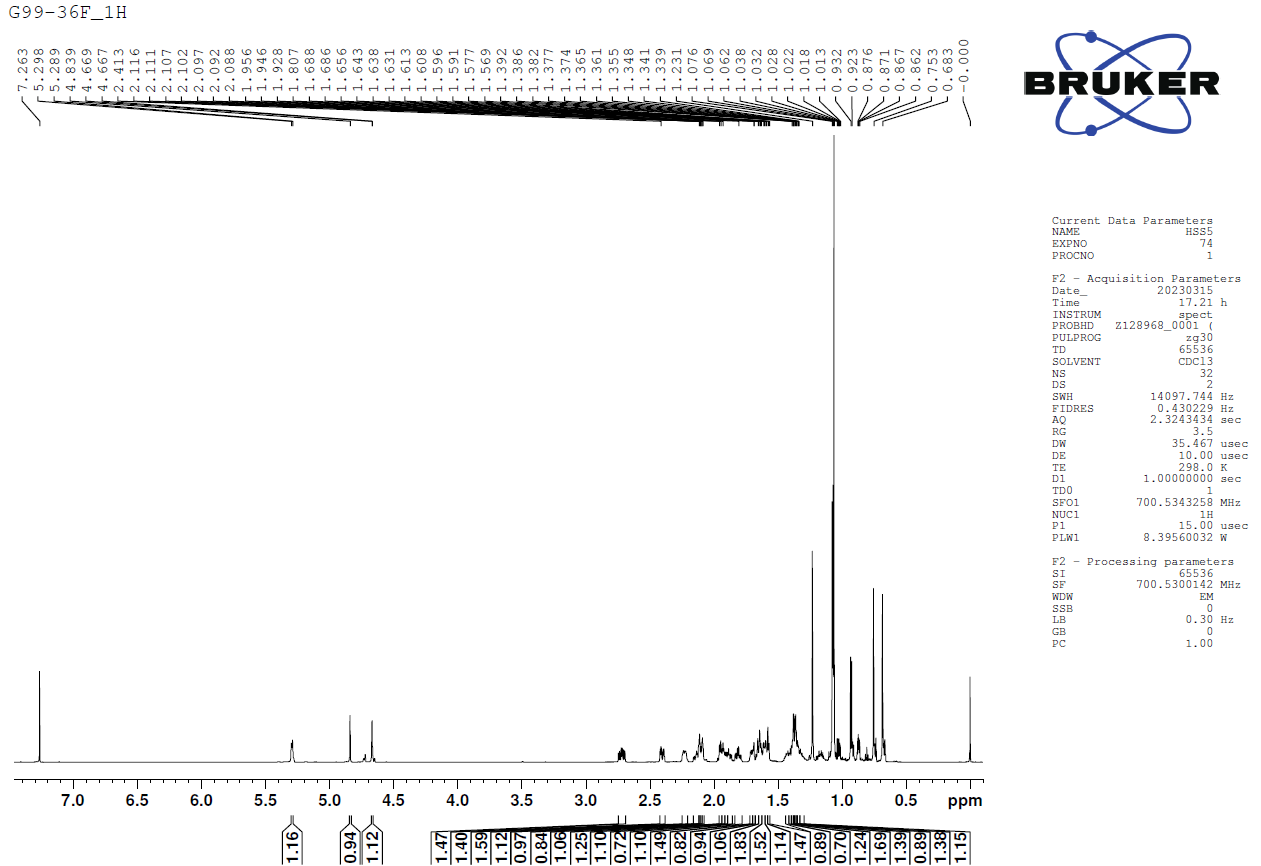 G99-36F_1H
7.263
5.298
5.289
4.839
4.669
4.667
2.413
2.116
2.111
2.107
2.102
2.097
2.092
2.088
1.956
1.946
1.928
1.807
1.688
1.686
1.656
1.643
1.638
1.631
1.613
1.608
1.596
1.591
1.577
1.569
1.392
1.386
1.382
1.377
1.374
1.365
1.361
1.355
1.348
1.341
1.339
1.231
1.076
1.069
1.062
1.038
1.032
1.028
1.022
1.018
1.013
0.932
0.923
0.876
0.871
0.867
0.862
0.753
0.683
-0.000
BRUKER
Current Data Parameters
NAME HSS5
EXPNO 74
PROCNO 1
F2 - Acquisition Parameters
Date_ 20230315
Time 17.21 h
INSTRUM spect
PROBHD Z128968_0001 (
PULPROG zg30
TD 65536
SOLVENT CDCl3
NS 32
DS 2
SWH 14097.744 Hz
FIDRES 0.430229 Hz
AQ 2.3243434 sec
RG 3.5
DW 35.467 usec
DE 10.00 usec
TE 298.0 K
D1 1.00000000 sec
TD0 1
SFO1 700.5343258 MHz
NUC1 1H
P1 15.00 usec
PLW1 8.39560032 W
F2 - Processing parameters
SI 65536
SF 700.5300142 MHz
WDW EM
SSB 0
LB 0.30 Hz
GB 0
PC 1.00
7.0 6.5 6.0 5.5 5.0 4.5 4.0 3.5 3.0 2.5 2.0 1.5 1.0 0.5 ppm
1.16
0.94
1.12
1.47
1.40
1.59
1.12
0.97
0.84
1.06
1.25
1.10
0.72
1.10
1.49
0.82
0.94
1.06
1.83
1.52
1.14
1.47
0.89
0.70
1.24
1.69
1.39
0.89
1.38
1.15